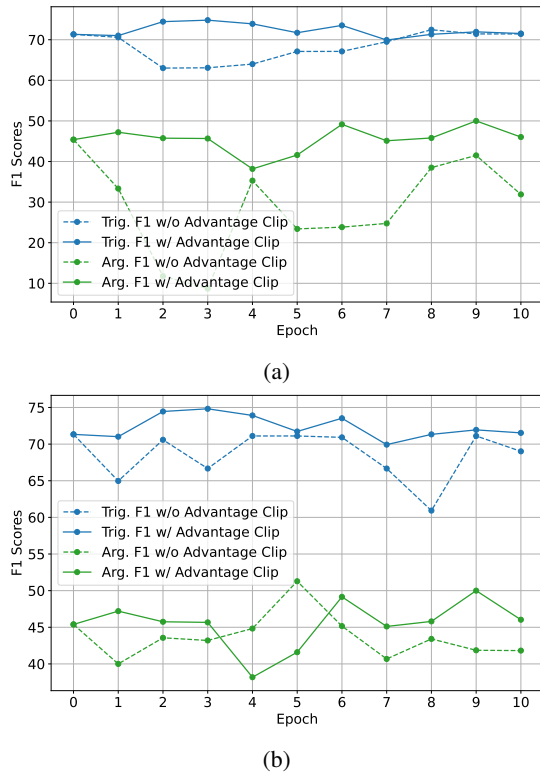 70
60
50
40
30
20
10
F1 Scores
Trig. F1 w/o Advantage Clip
Trig. F1 w/ Advantage Clip
Arg. F1 w/o Advantage Clip
Arg. F1 w/ Advantage Clip
0 1 2 3 4 5 6 7 8 9 10
Epoch
(a)
75
70
65
60
55
50
45
40
F1 Scores
Trig. F1 w/o Advantage Clip
Trig. F1 w/ Advantage Clip
Arg. F1 w/o Advantage Clip
Arg. F1 w/ Advantage Clip
0 1 2 3 4 5 6 7 8 9 10
Epoch
(b)